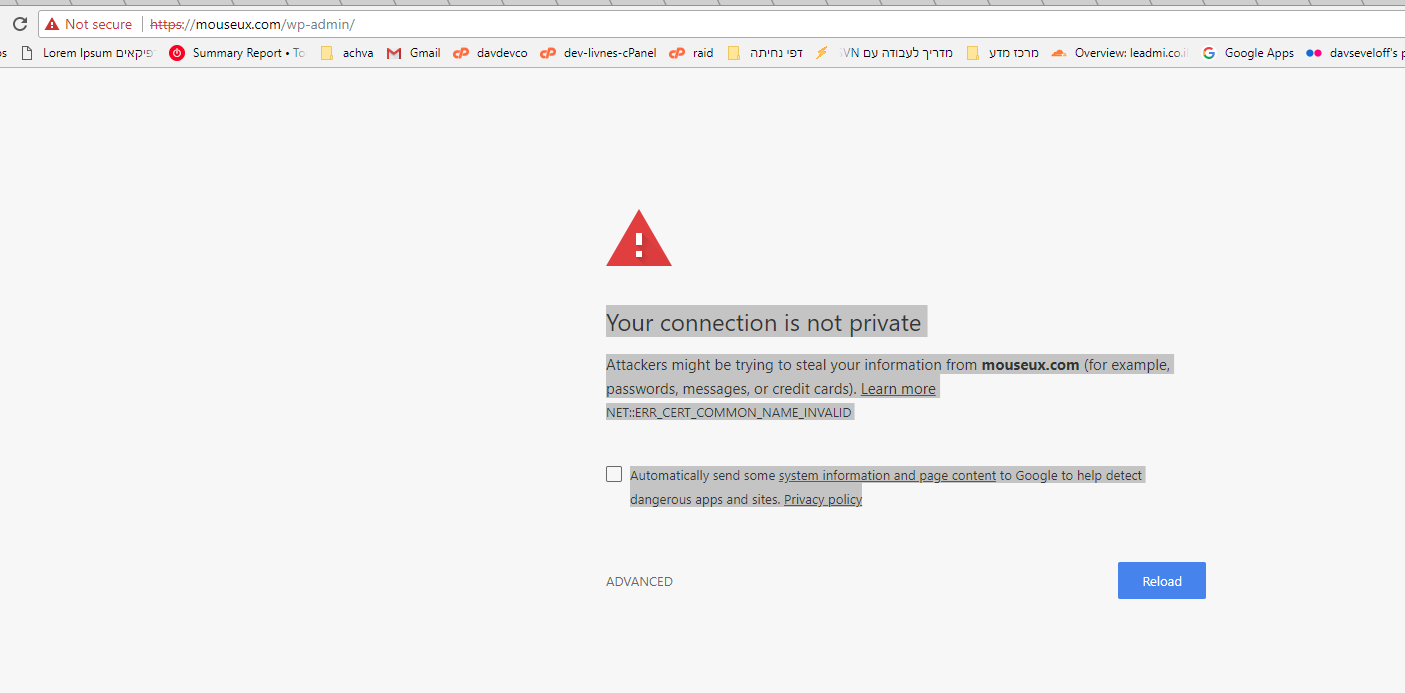 Not secure https://mouseux.com/wp-admin/
Lorem Ipsum Summary Report • To achva Gmail davdevco dev-livnes-cPanel raid דפי נחיתה מדריך לעבודה עם מרכז מדע Overview: leadmi.co.i Google Apps davseveloff's p
Your connection is not private
Attackers might be trying to steal your information from mouseux.com (for example,
passwords, messages, or credit cards). Learn more
NET::ERR_CERT_COMMON_NAME_INVALID
Automatically send some system information and page content to Google to help detect
dangerous apps and sites. Privacy policy
ADVANCED
Reload